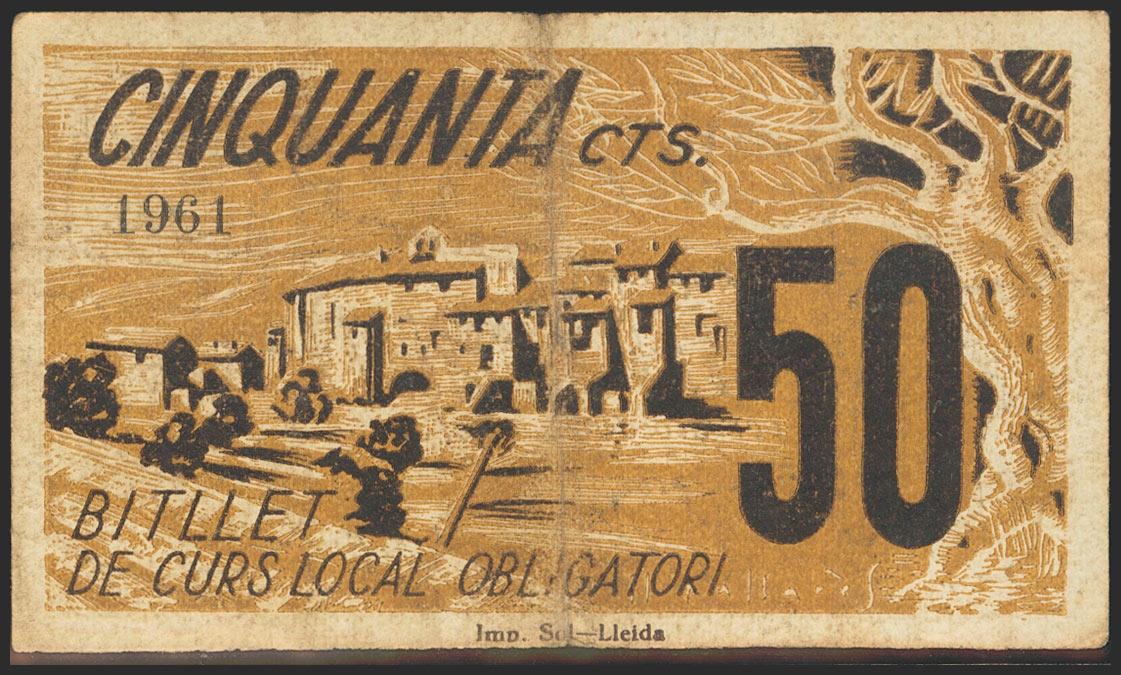 CINQUANTA CTS.
1961
50
BITLLET
DE CURS LOCAL OBLIGATORI
Imp. Sol—Lleida